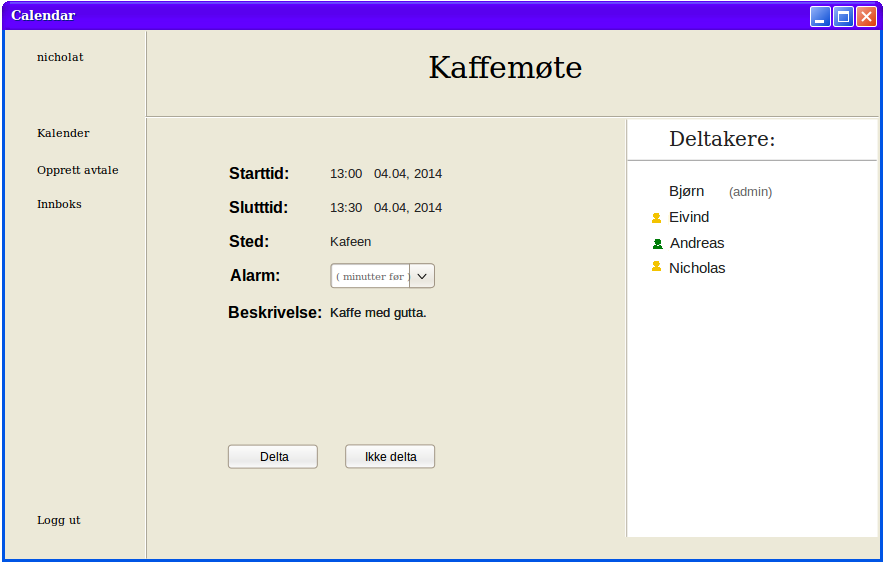 Calendar
nicholat
Kaffemøte
Kalender
Opprett avtale
Innboks
Logg ut
Starttid: 13:00 04.04, 2014
Slutttid: 13:30 04.04, 2014
Sted: Kafeen
Alarm: ( minutter før )
Beskrivelse: Kaffe med gutta.
Delta Ikke delta
Deltakere:
Bjørn (admin)
Eivind
Andreas
Nicholas